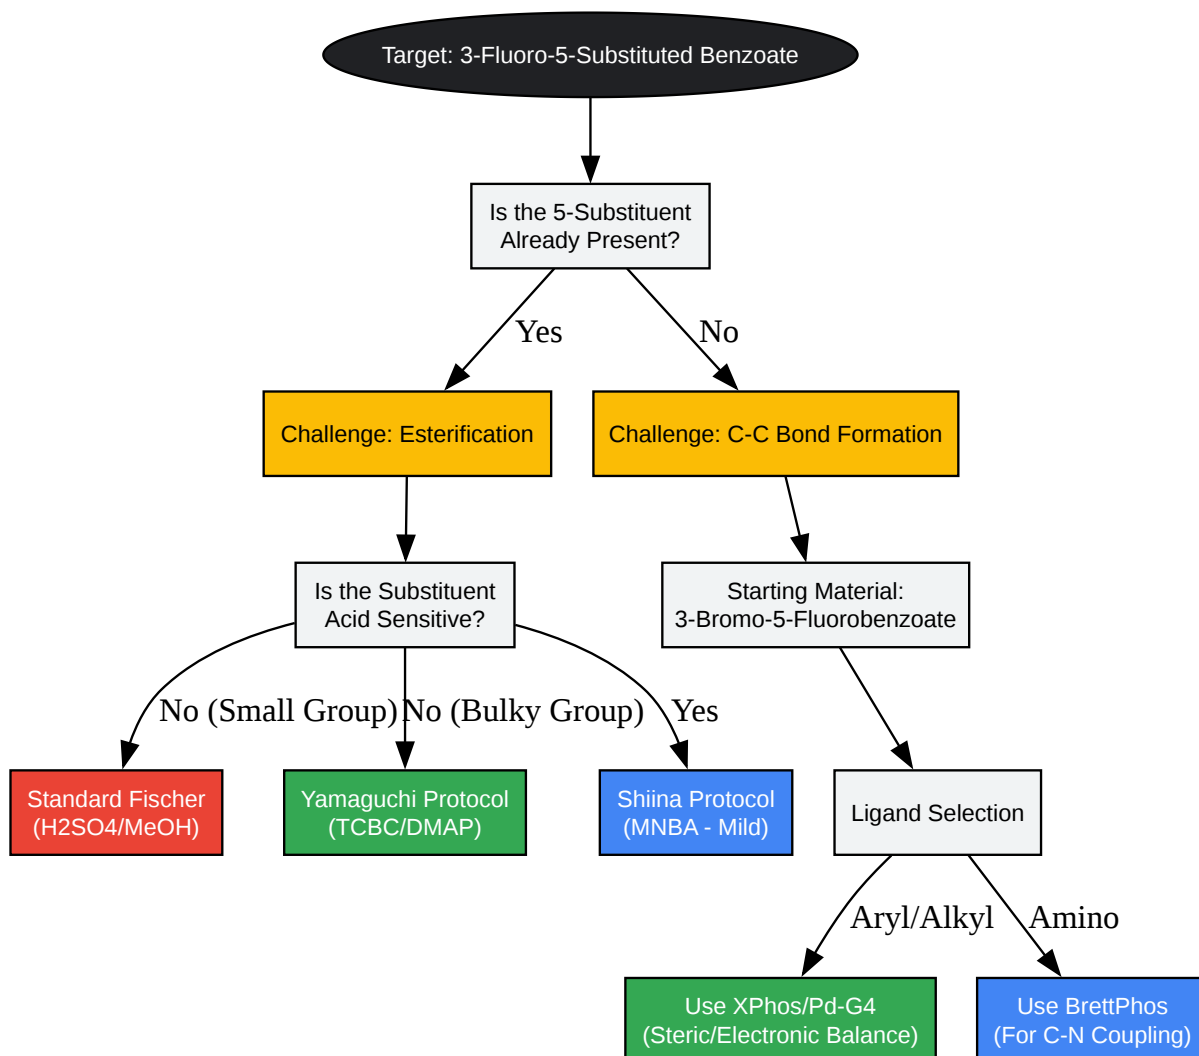 Target: 3-Fluoro-5-Substituted Benzoate
Is the 5-Substituent
Already Present?
Yes
No
Challenge: Esterification
Challenge: C-C Bond Formation
Is the Substituent
Acid Sensitive?
Starting Material:
3-Bromo-5-Fluorobenzoate
No (Small Group)
No (Bulky Group)
Yes
Standard Fischer
(H2SO4/MeOH)
Yamaguchi Protocol
(TCBC/DMAP)
Shiina Protocol
(MNBA - Mild)
Ligand Selection
Aryl/Alkyl
Amino
Use XPhos/Pd-G4
(Steric/Electronic Balance)
Use BrettPhos
(For C-N Coupling)